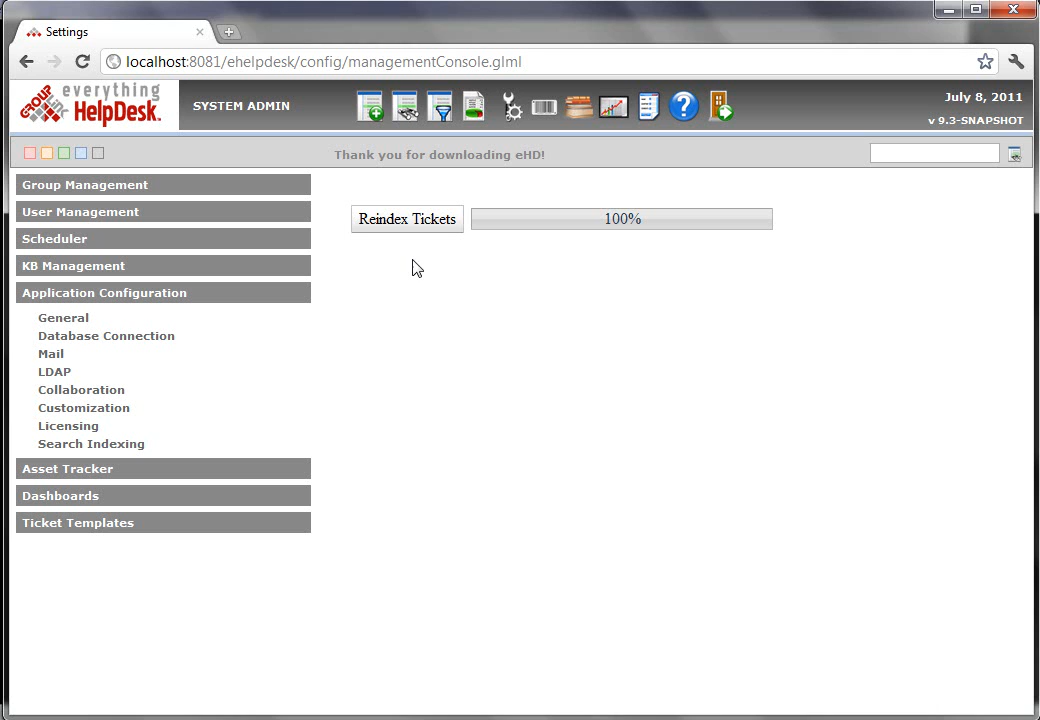 Settings
localhost:8081/ehelpdesk/config/managementConsole.glml
GROUP
everything
HelpDesk
SYSTEM ADMIN
July 8, 2011
v 9.3-SNAPSHOT
Thank you for downloading eHD!
Group Management
User Management
Scheduler
KB Management
Application Configuration
General
Database Connection
Mail
LDAP
Collaboration
Customization
Licensing
Search Indexing
Asset Tracker
Dashboards
Ticket Templates
Reindex Tickets
100%